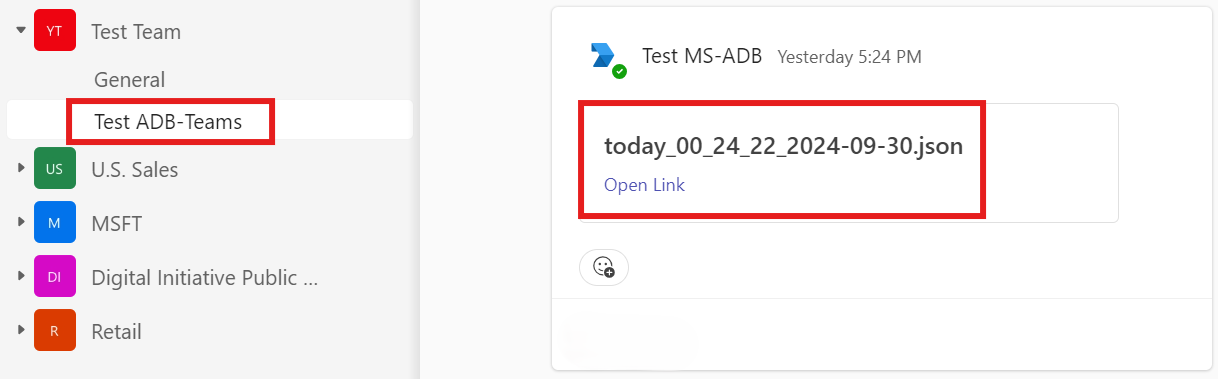 YT Test Team
General
Test ADB-Teams
US U.S. Sales
M MSFT
DI Digital Initiative Public ...
R Retail
Test MS-ADB Yesterday 5:24 PM
today_00_24_22_2024-09-30.json
Open Link